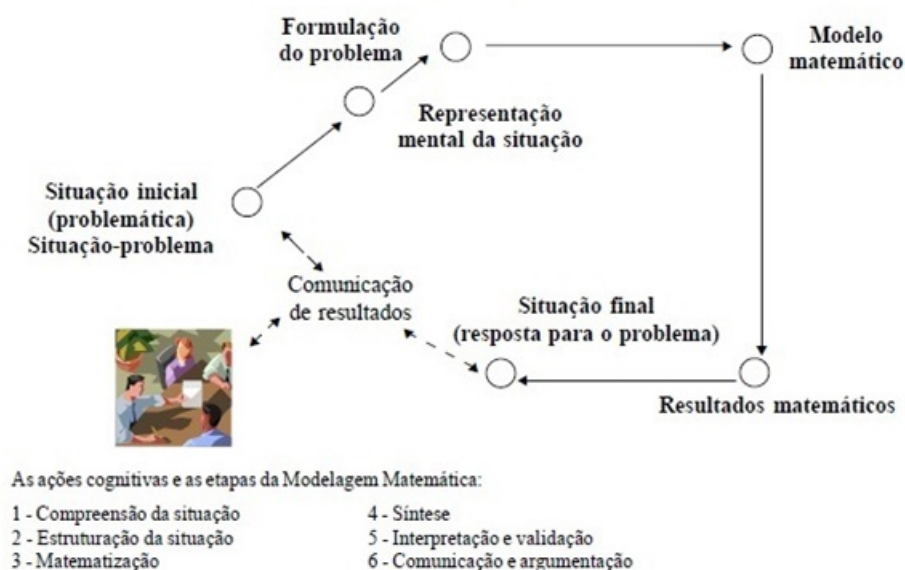 Formulação
do problema
Modelo
matemático
Representação
mental da situação
Situação inicial
(problemática)
Situação-problema
Comunicação
de resultados
Situação final
(resposta para o problema)
Resultados matemáticos
As ações cognitivas e as etapas da Modelagem Matemática:
1 - Compreensão da situação
2 - Estruturação da situação
3 - Matematização
4 - Síntese
5 - Interpretação e validação
6 - Comunicação e argumentação